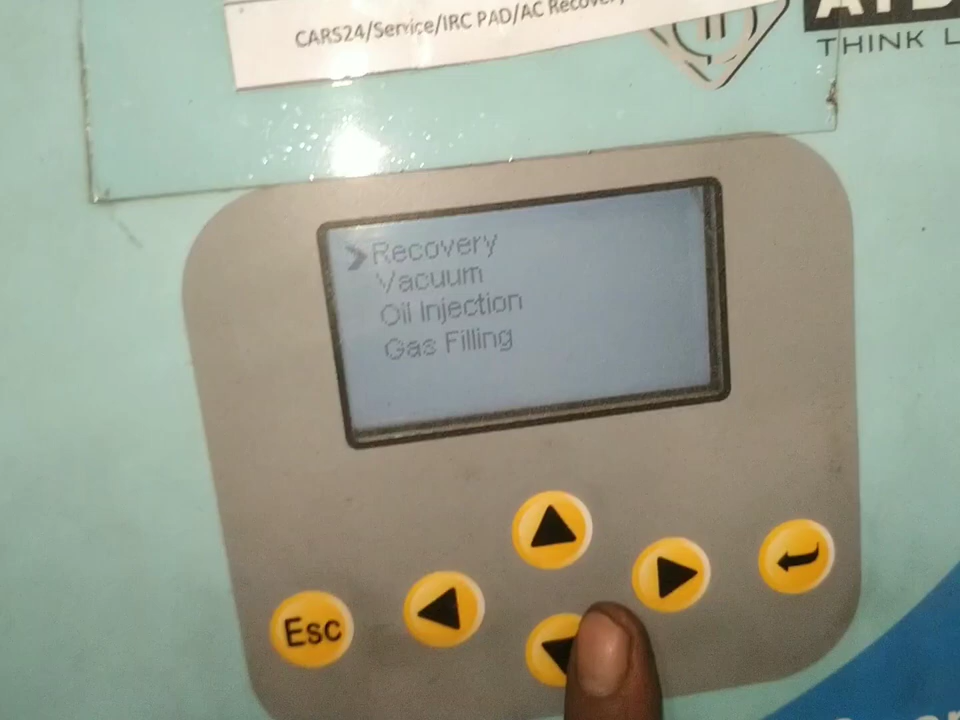 CARS24/Service/IRC PAD/AC Recovery
THINK L
Recovery
Vacuum
Oil Injection
Gas Filling
Esc